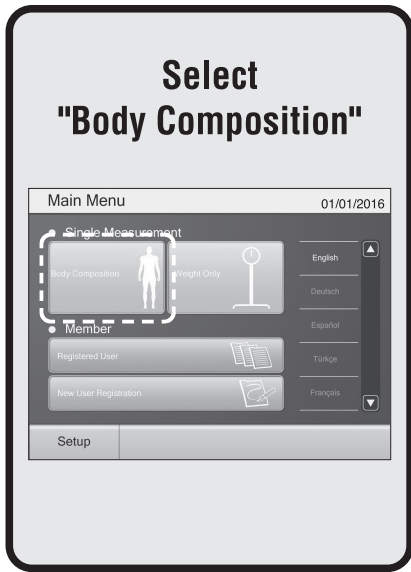 Select
"Body Composition"
Main Menu
01/01/2016
Single Measurement
Body Composition
Weight Only
Member
Registered User
New User Registration
English
Deutsch
Español
Türkçe
Français
Setup